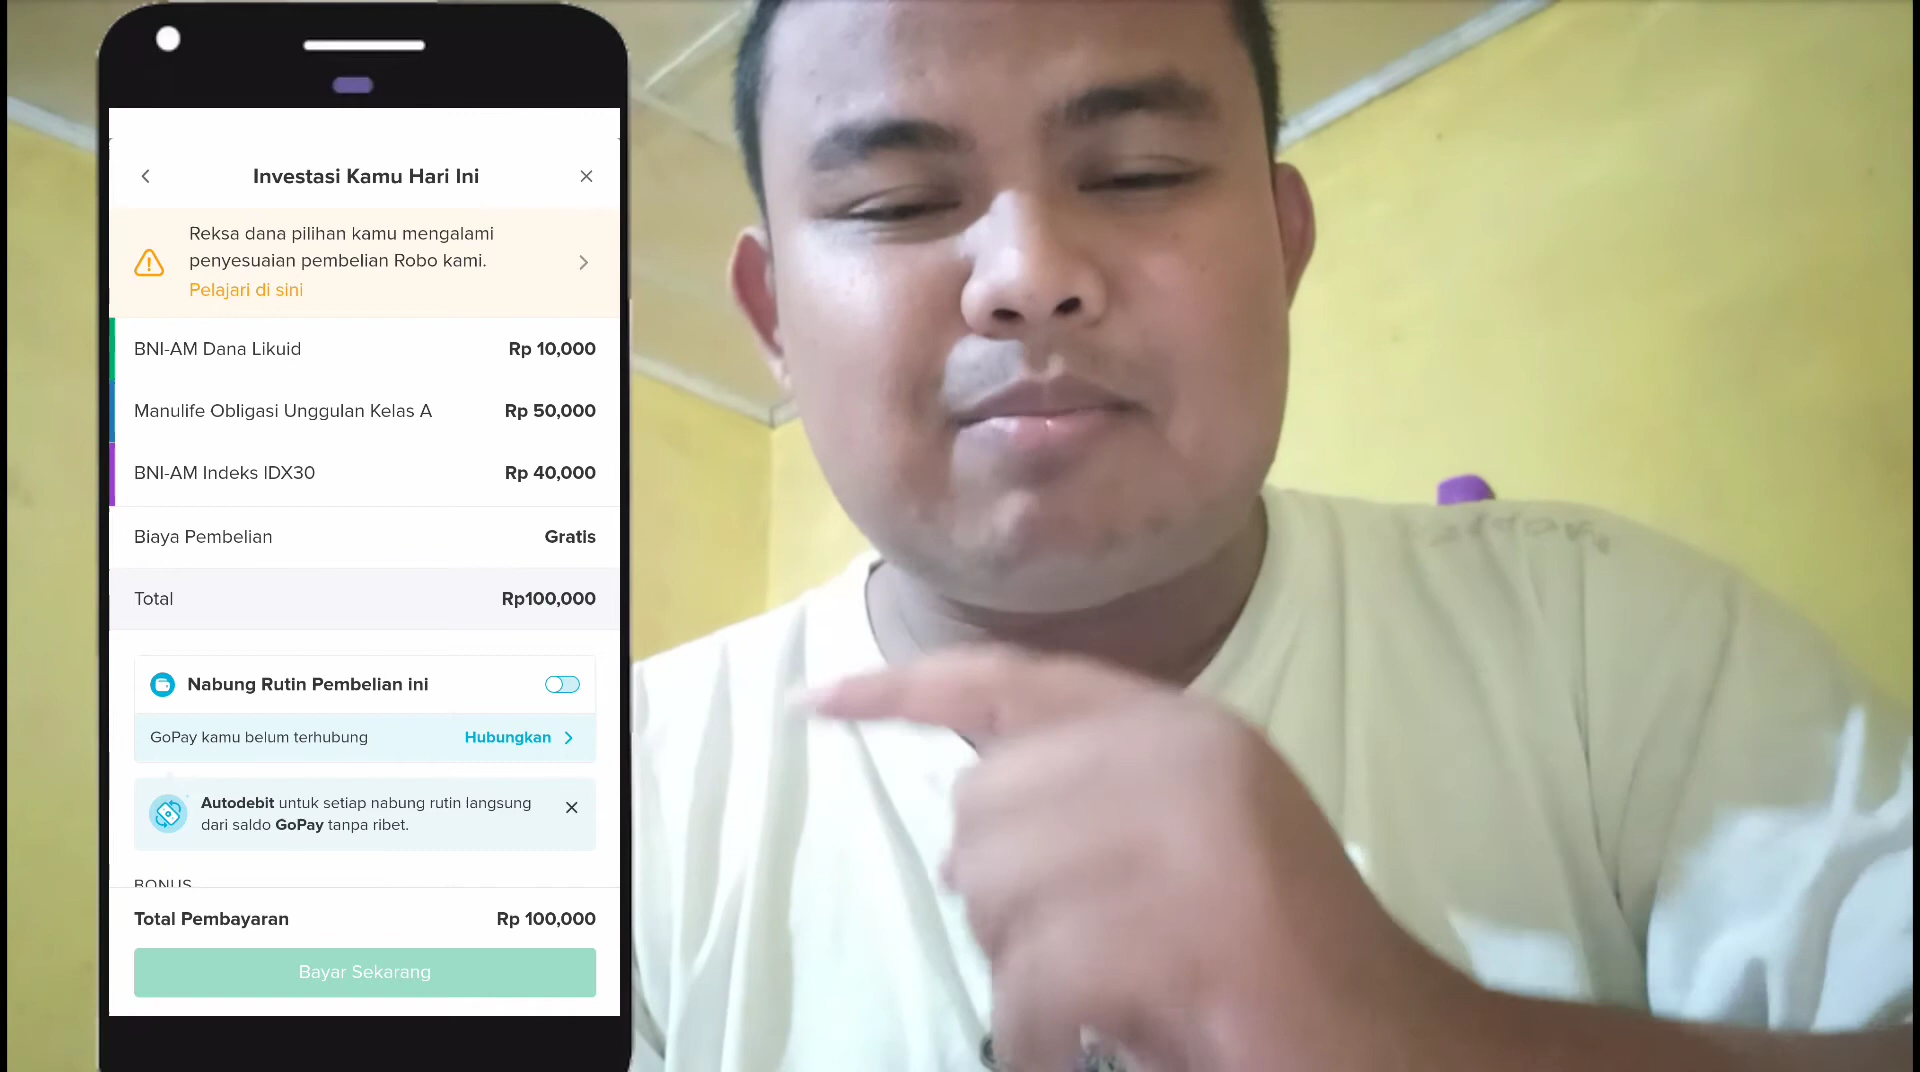 Investasi Kamu Hari Ini
Reksa dana pilihan kamu mengalami
penyesuaian pembelian Robo kami.
Pelajari di sini
BNI-AM Dana Likuid Rp 10,000
Manulife Obligasi Unggulan Kelas A Rp 50,000
BNI-AM Indeks IDX30 Rp 40,000
Biaya Pembelian Gratis
Total Rp100,000
Nabung Rutin Pembelian ini
GoPay kamu belum terhubung Hubungkan
Autodebit untuk setiap nabung rutin langsung
dari saldo GoPay tanpa ribet.
BONUS
Total Pembayaran Rp 100,000
Bayar Sekarang